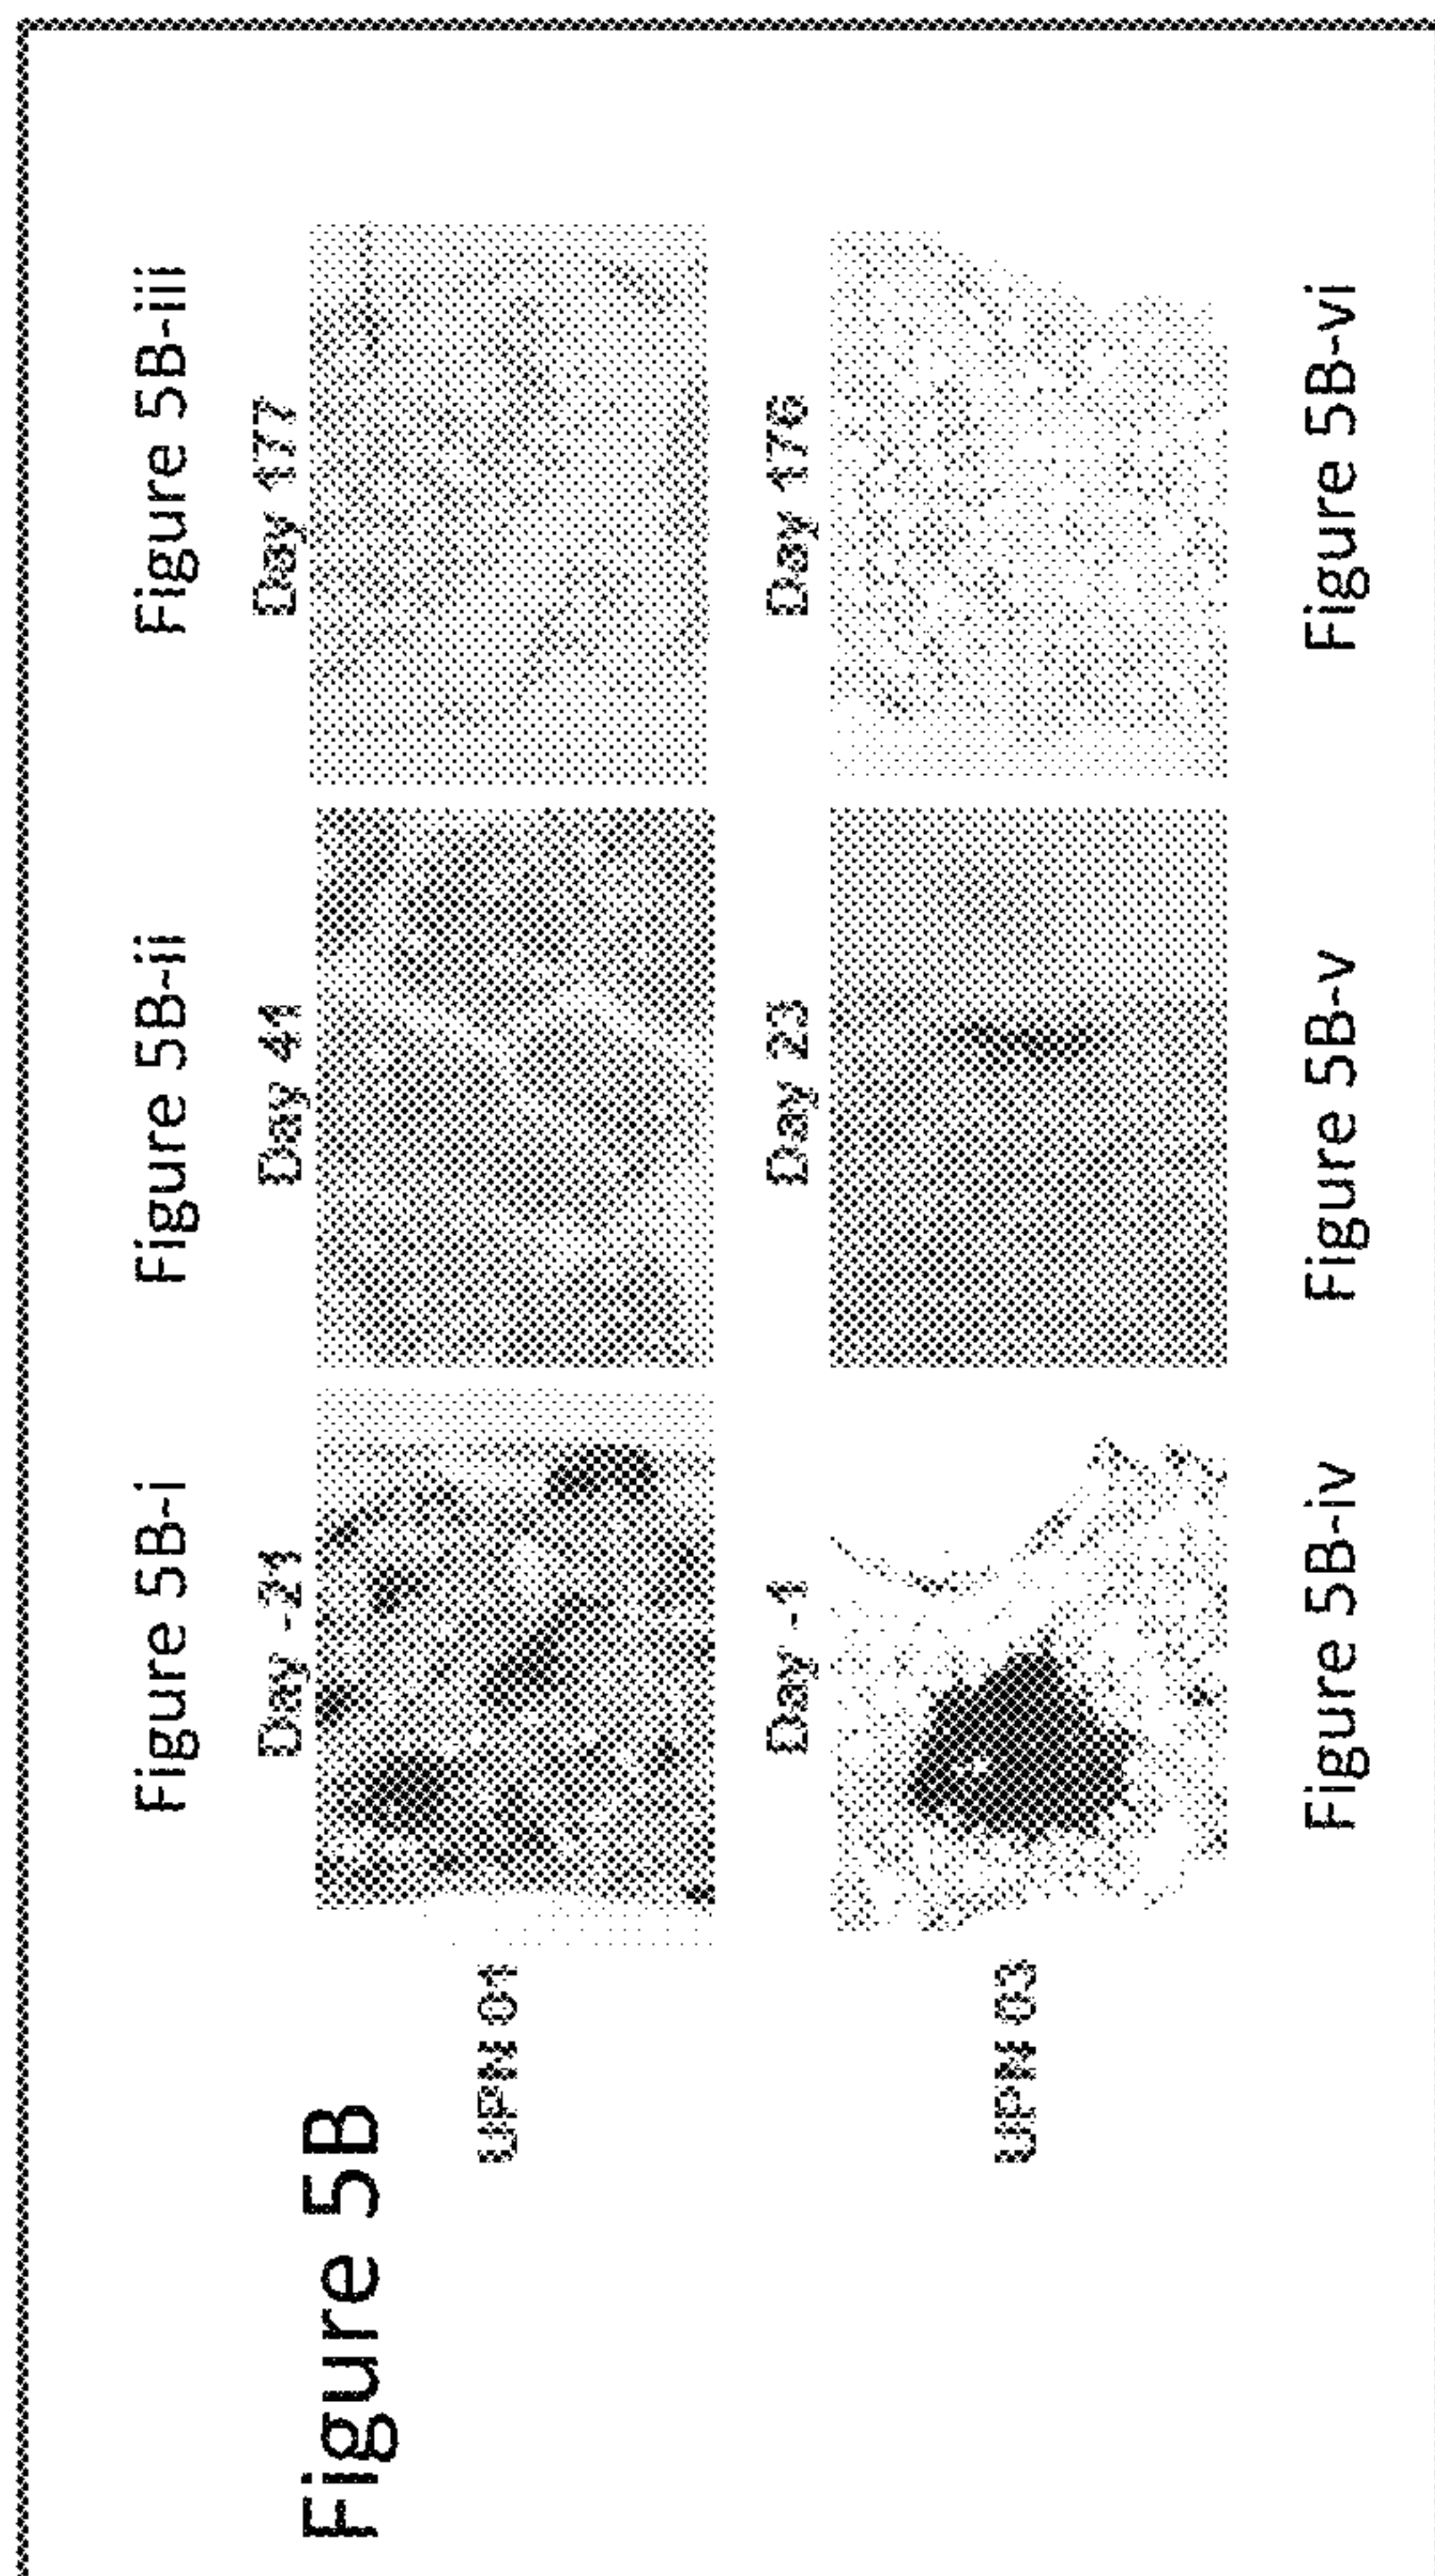 Figure 5B
Figure 5B-i
Figure 5B-ii
Figure 5B-iii
Day -21
Day 41
Day 177
UPN 01
Day -1
Day 23
Day 176
UPN 03
Figure 5B-iv
Figure 5B-v
Figure 5B-vi